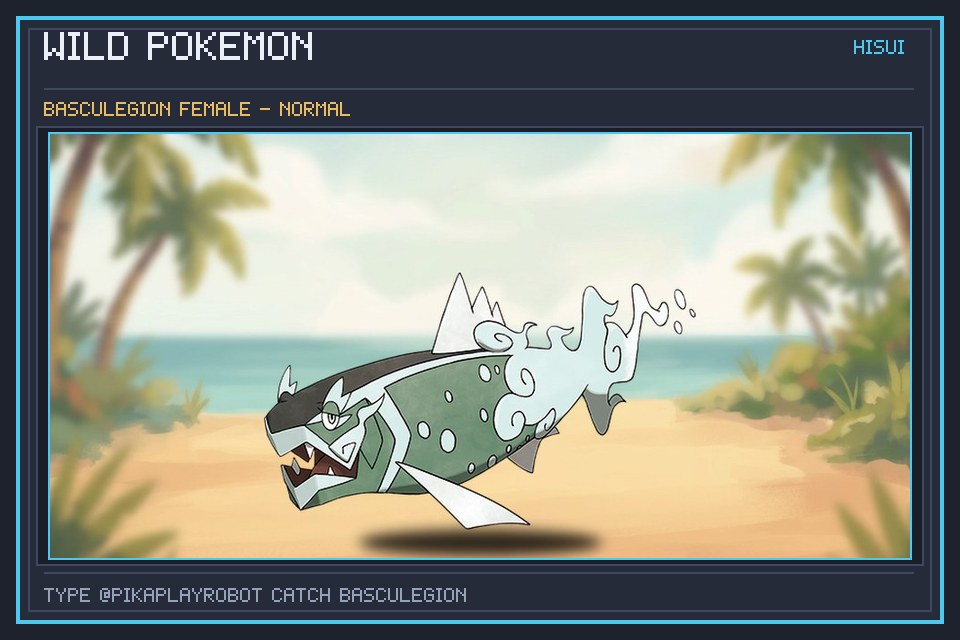 WILD POKEMON
HISUI
BASCULEGION FEMALE - NORMAL
TYPE @PIKAPLAYROBOT CATCH BASCULEGION